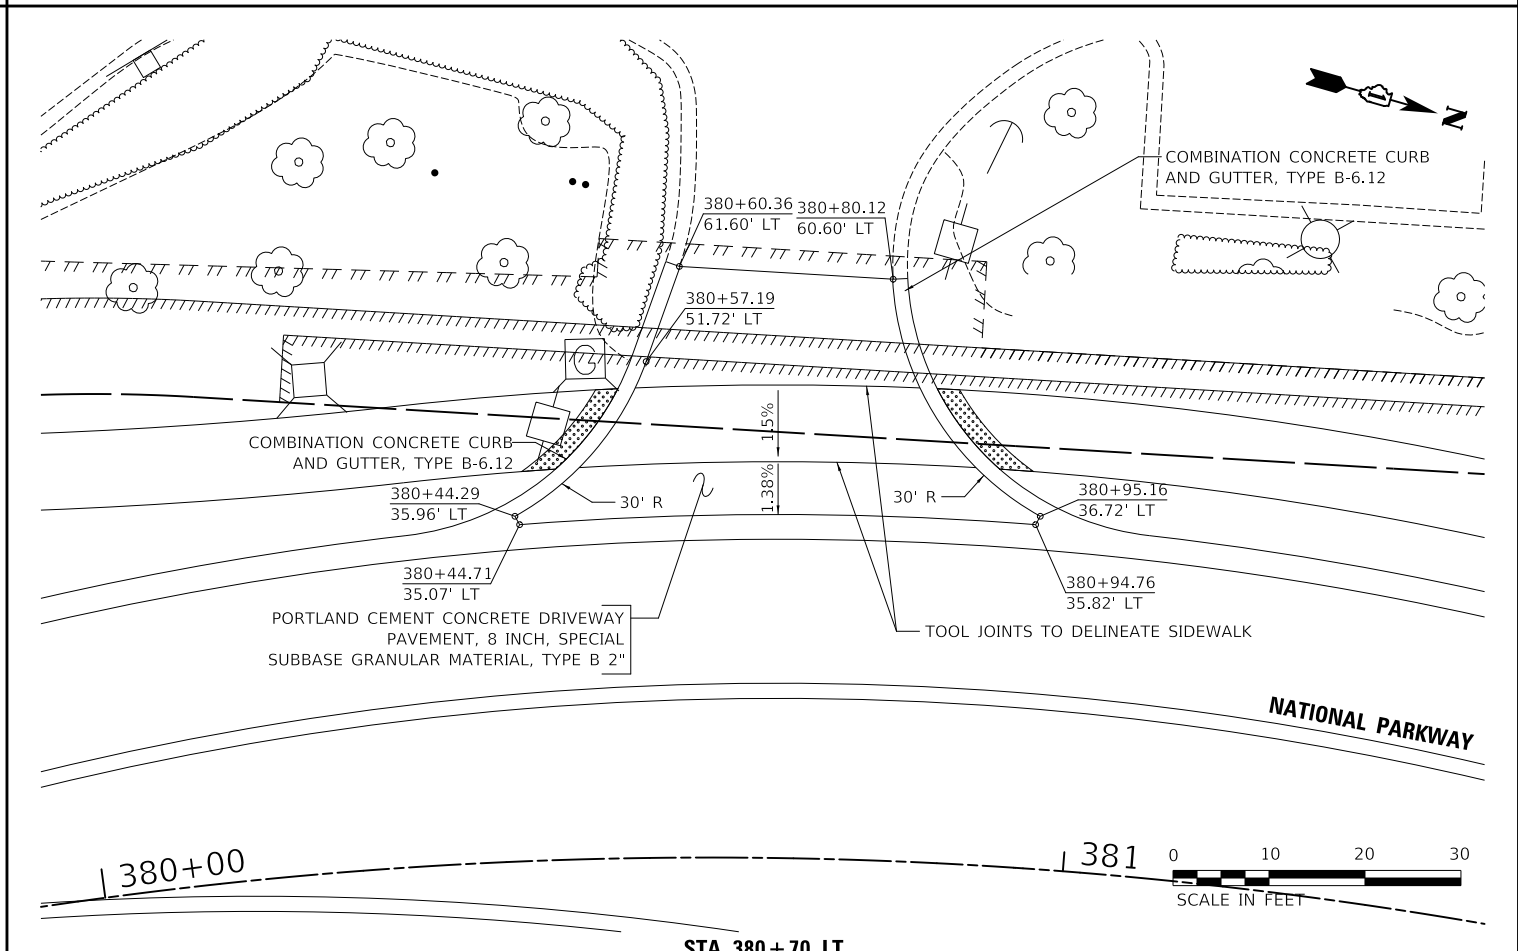 N
COMBINATION CONCRETE CURB
AND GUTTER, TYPE B-6.12
380+60.36
61.60' LT
380+80.12
60.60' LT
380+57.19
51.72' LT
1.5%
COMBINATION CONCRETE CURB
AND GUTTER, TYPE B-6.12
1.38%
380+44.29
35.96' LT
30' R
30' R
380+95.16
36.72' LT
380+44.71
35.07' LT
380+94.76
35.82' LT
PORTLAND CEMENT CONCRETE DRIVEWAY
PAVEMENT, 8 INCH, SPECIAL
SUBBASE GRANULAR MATERIAL, TYPE B 2"
TOOL JOINTS TO DELINEATE SIDEWALK
NATIONAL PARKWAY
380+00
381
0 10 20 30
SCALE IN FEET
STA 380+70 LT